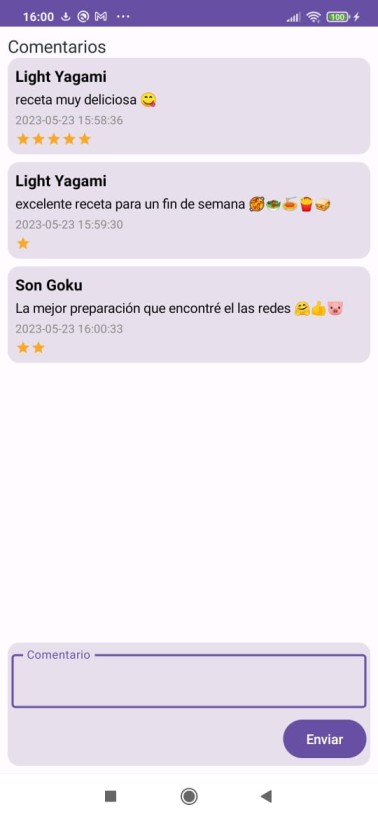 16:00
100
Comentarios
Light Yagami
receta muy deliciosa 😋
2023-05-23 15:58:36
Light Yagami
excelente receta para un fin de semana 🥘🥗🍝🍟🥪
2023-05-23 15:59:30
Son Goku
La mejor preparación que encontré el las redes 🤗👍🐷
2023-05-23 16:00:33
Comentario
Enviar